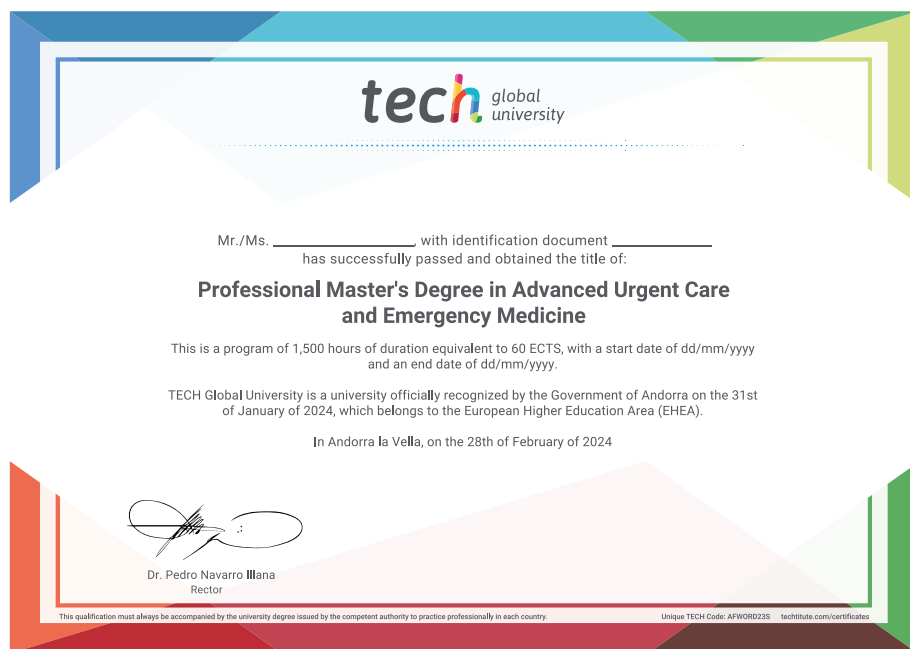 tech global
university
Mr./Ms. , with identification document
has successfully passed and obtained the title of:
Professional Master's Degree in Advanced Urgent Care
and Emergency Medicine
This is a program of 1,500 hours of duration equivalent to 60 ECTS, with a start date of dd/mm/yyyy
and an end date of dd/mm/yyyy.
TECH Global University is a university officially recognized by the Government of Andorra on the 31st
of January of 2024, which belongs to the European Higher Education Area (EHEA).
In Andorra la Vella, on the 28th of February of 2024
Dr. Pedro Navarro Illana
Rector
This qualification must always be accompanied by the university degree issued by the competent authority to practice professionally in each country. Unique TECH Code: AFWORD23S techtitute.com/certificates